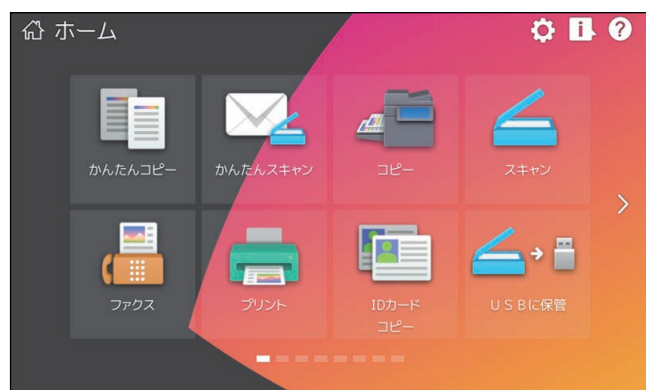 ホーム
かんたんコピー
かんたんスキャン
コピー
スキャン
ファクス
プリント
IDカード
コピー
USBに保管